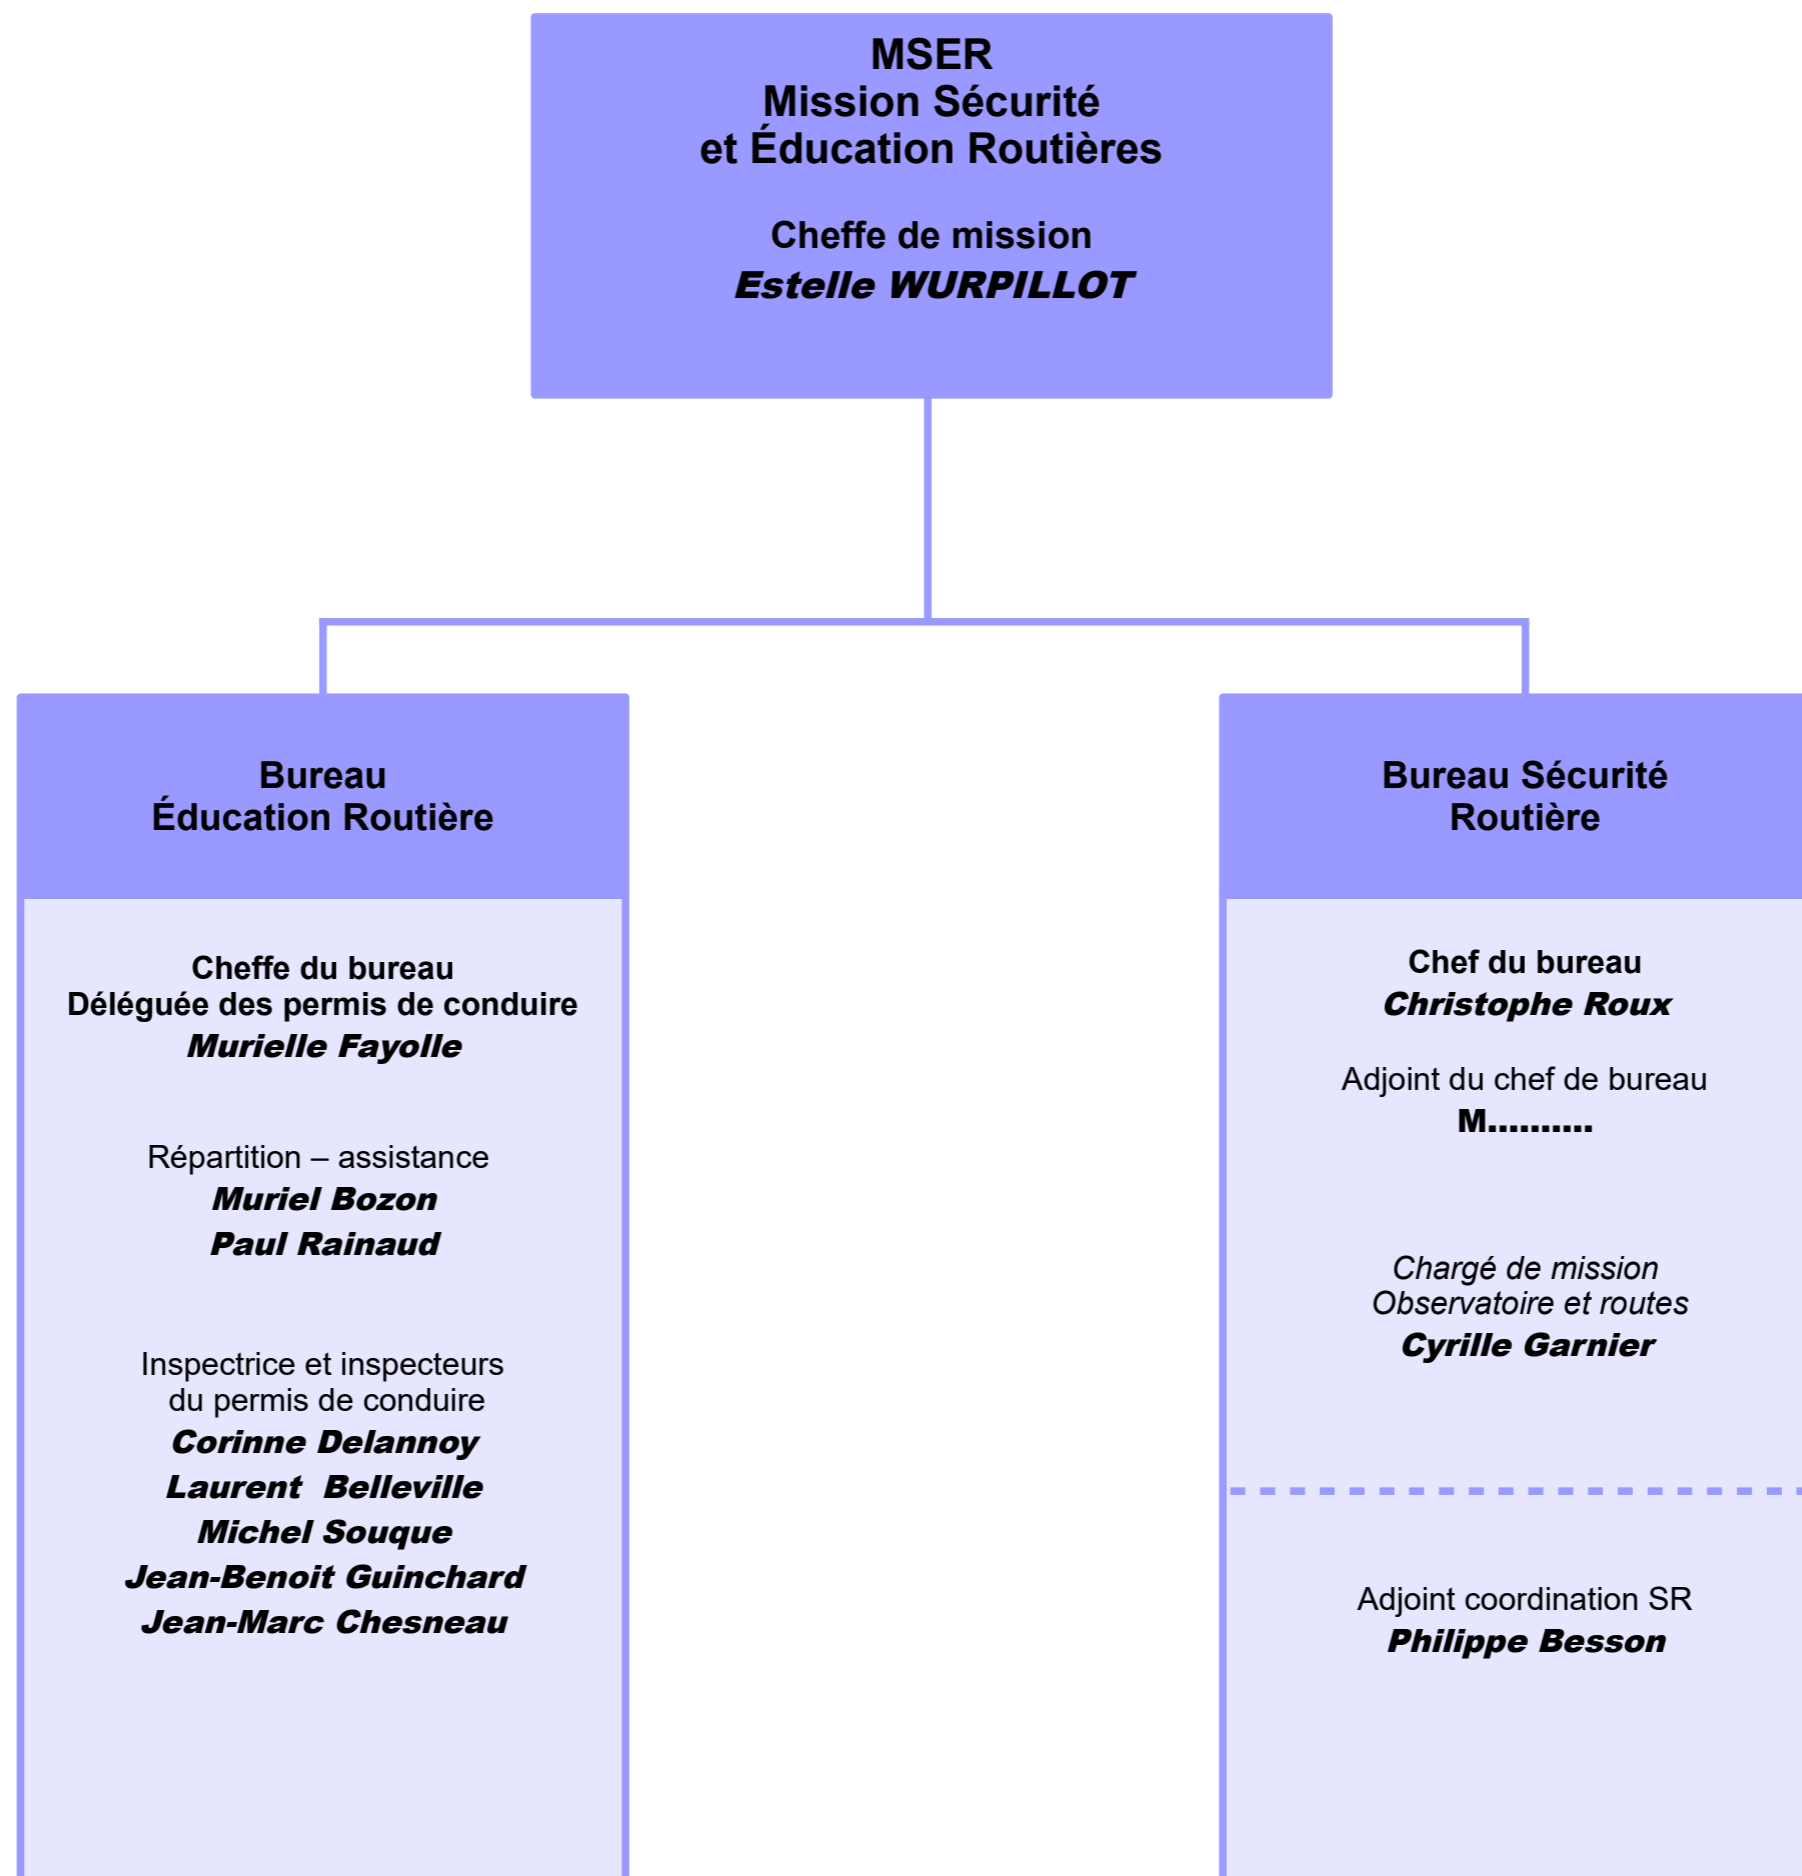 MSER
Mission Sécurité
et Éducation Routières
Cheffe de mission
Estelle WURPILLOT
Bureau
Éducation Routière
Cheffe du bureau
Déléguée des permis de conduire
Murielle Fayolle
Répartition – assistance
Muriel Bozon
Paul Rainaud
Inspectrice et inspecteurs
du permis de conduire
Corinne Delannoy
Laurent  Belleville
Michel Souque
Jean-Benoit Guinchard
Jean-Marc Chesneau
Bureau Sécurité
Routière
Chef du bureau
Christophe Roux
Adjoint du chef de bureau
M..........
Chargé de mission
Observatoire et routes
Cyrille Garnier
Adjoint coordination SR
Philippe Besson